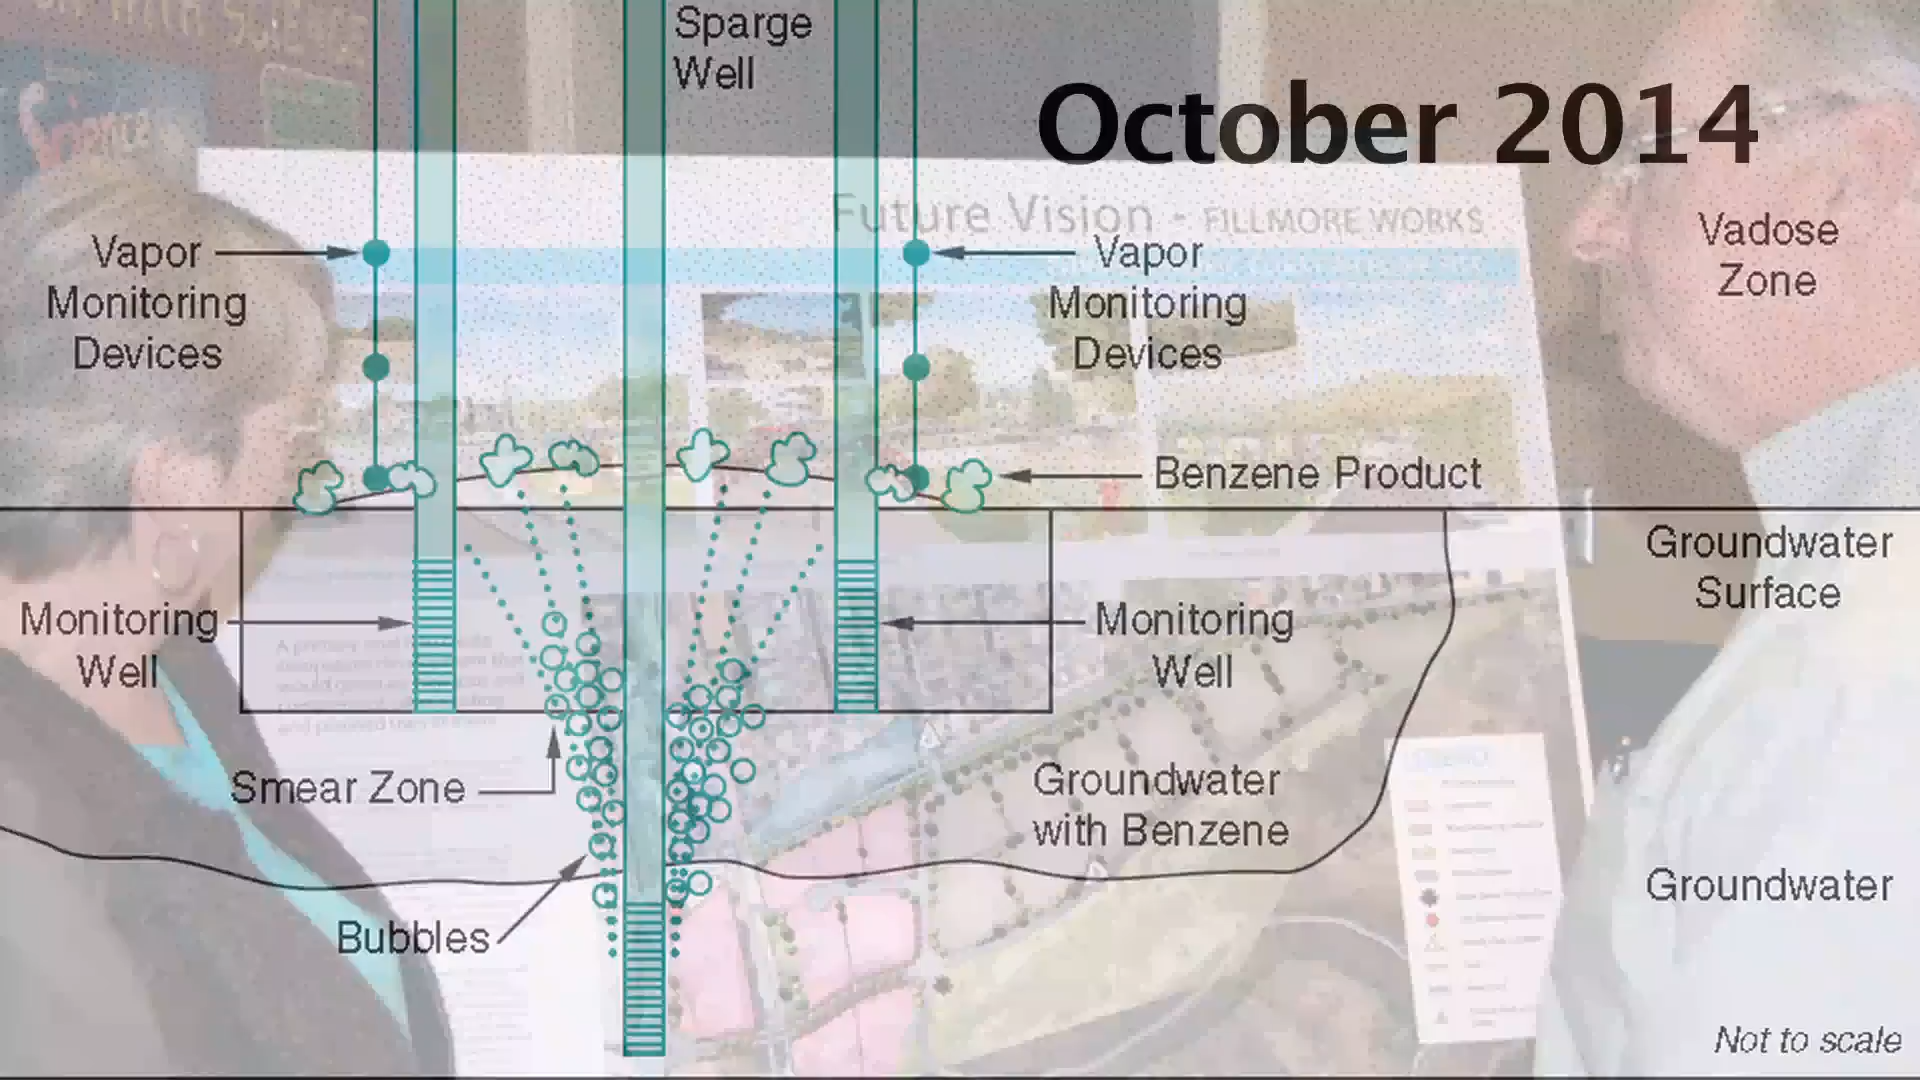 Sparge
Well
October 2014
Future Vision - FILLMORE WORKS
Vapor
Monitoring
Devices
Vapor
Monitoring
Devices
Vadose
Zone
Benzene Product
Groundwater
Surface
Monitoring
Well
Monitoring
Well
Smear Zone
Groundwater
with Benzene
Groundwater
Bubbles
Not to scale